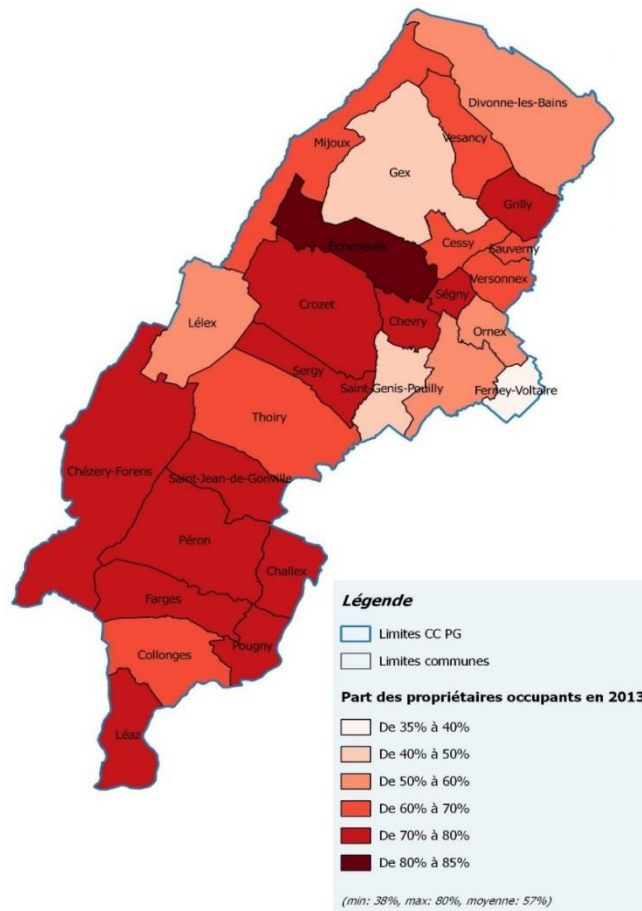 Divonne-les-Bains
Vesancy
Mijoux
Gex
Grilly
Échenevex
Cessy
Sauverny
Versonnex
Crozet
Ségny
Chevry
Lélex
Ornex
Sergy
Saint-Genis-Pouilly
Ferney-Voltaire
Thoiry
Chézery-Forens
Saint-Jean-de-Gonville
Péron
Challex
Farges
Pougny
Collonges
Léaz
Légende
Limites CC PG
Limites communes
Part des propriétaires occupants en 2013
De 35% à 40%
De 40% à 50%
De 50% à 60%
De 60% à 70%
De 70% à 80%
De 80% à 85%
(min: 38%, max: 80%, moyenne: 57%)